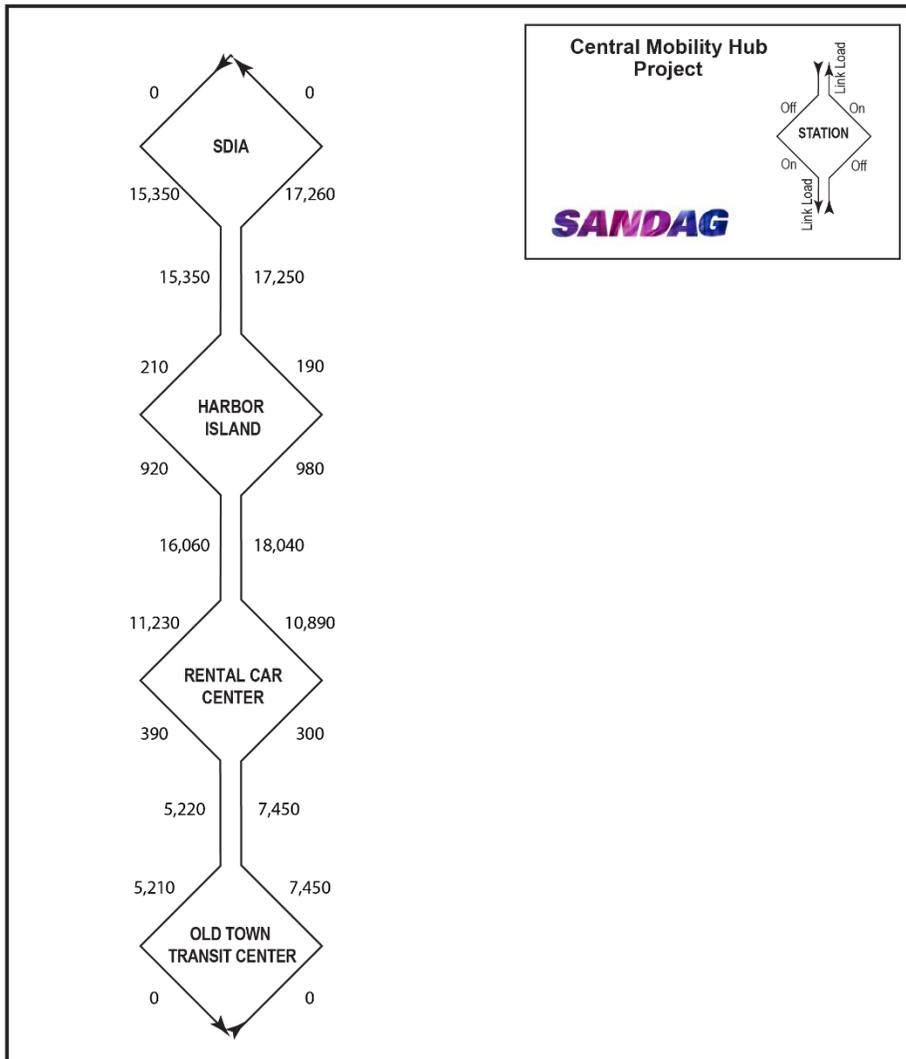 Central Mobility Hub
Project
Link Load
Off
On
STATION
On
Off
Link Load
SANDAG
0
0
SDIA
15,350
17,260
15,350
17,250
210
190
HARBOR
ISLAND
920
980
16,060
18,040
11,230
10,890
RENTAL CAR
CENTER
390
300
5,220
7,450
5,210
7,450
OLD TOWN
TRANSIT CENTER
0
0